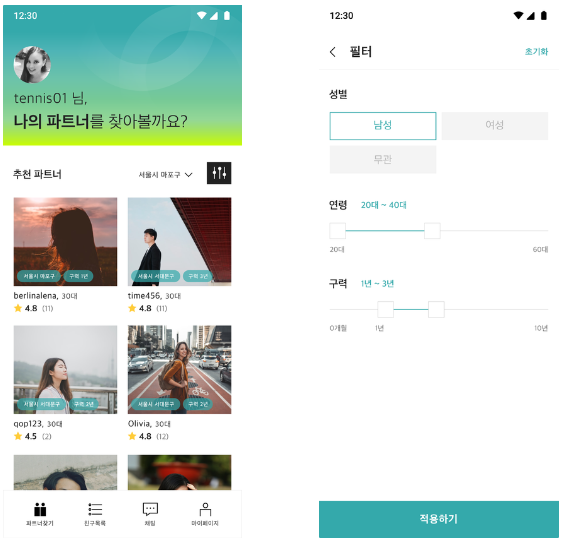 12:30
tennis01 님,
나의 파트너를 찾아볼까요?
추천 파트너
서울시 마포구
서울시 마포구 구력 1년
서울시 서대문구 구력 2년
berlinalena, 30대
time456, 30대
4.8 (11)
4.8 (11)
서울시 서대문구 구력 2년
서울시 서대문구 구력 2년
qop123, 30대
Olivia, 30대
4.5 (2)
4.8 (12)
파트너찾기
친구목록
채팅
마이페이지
12:30
필터
초기화
성별
남성
여성
무관
연령 20대 ~ 40대
20대
60대
구력 1년 ~ 3년
0개월
1년
10년
적용하기